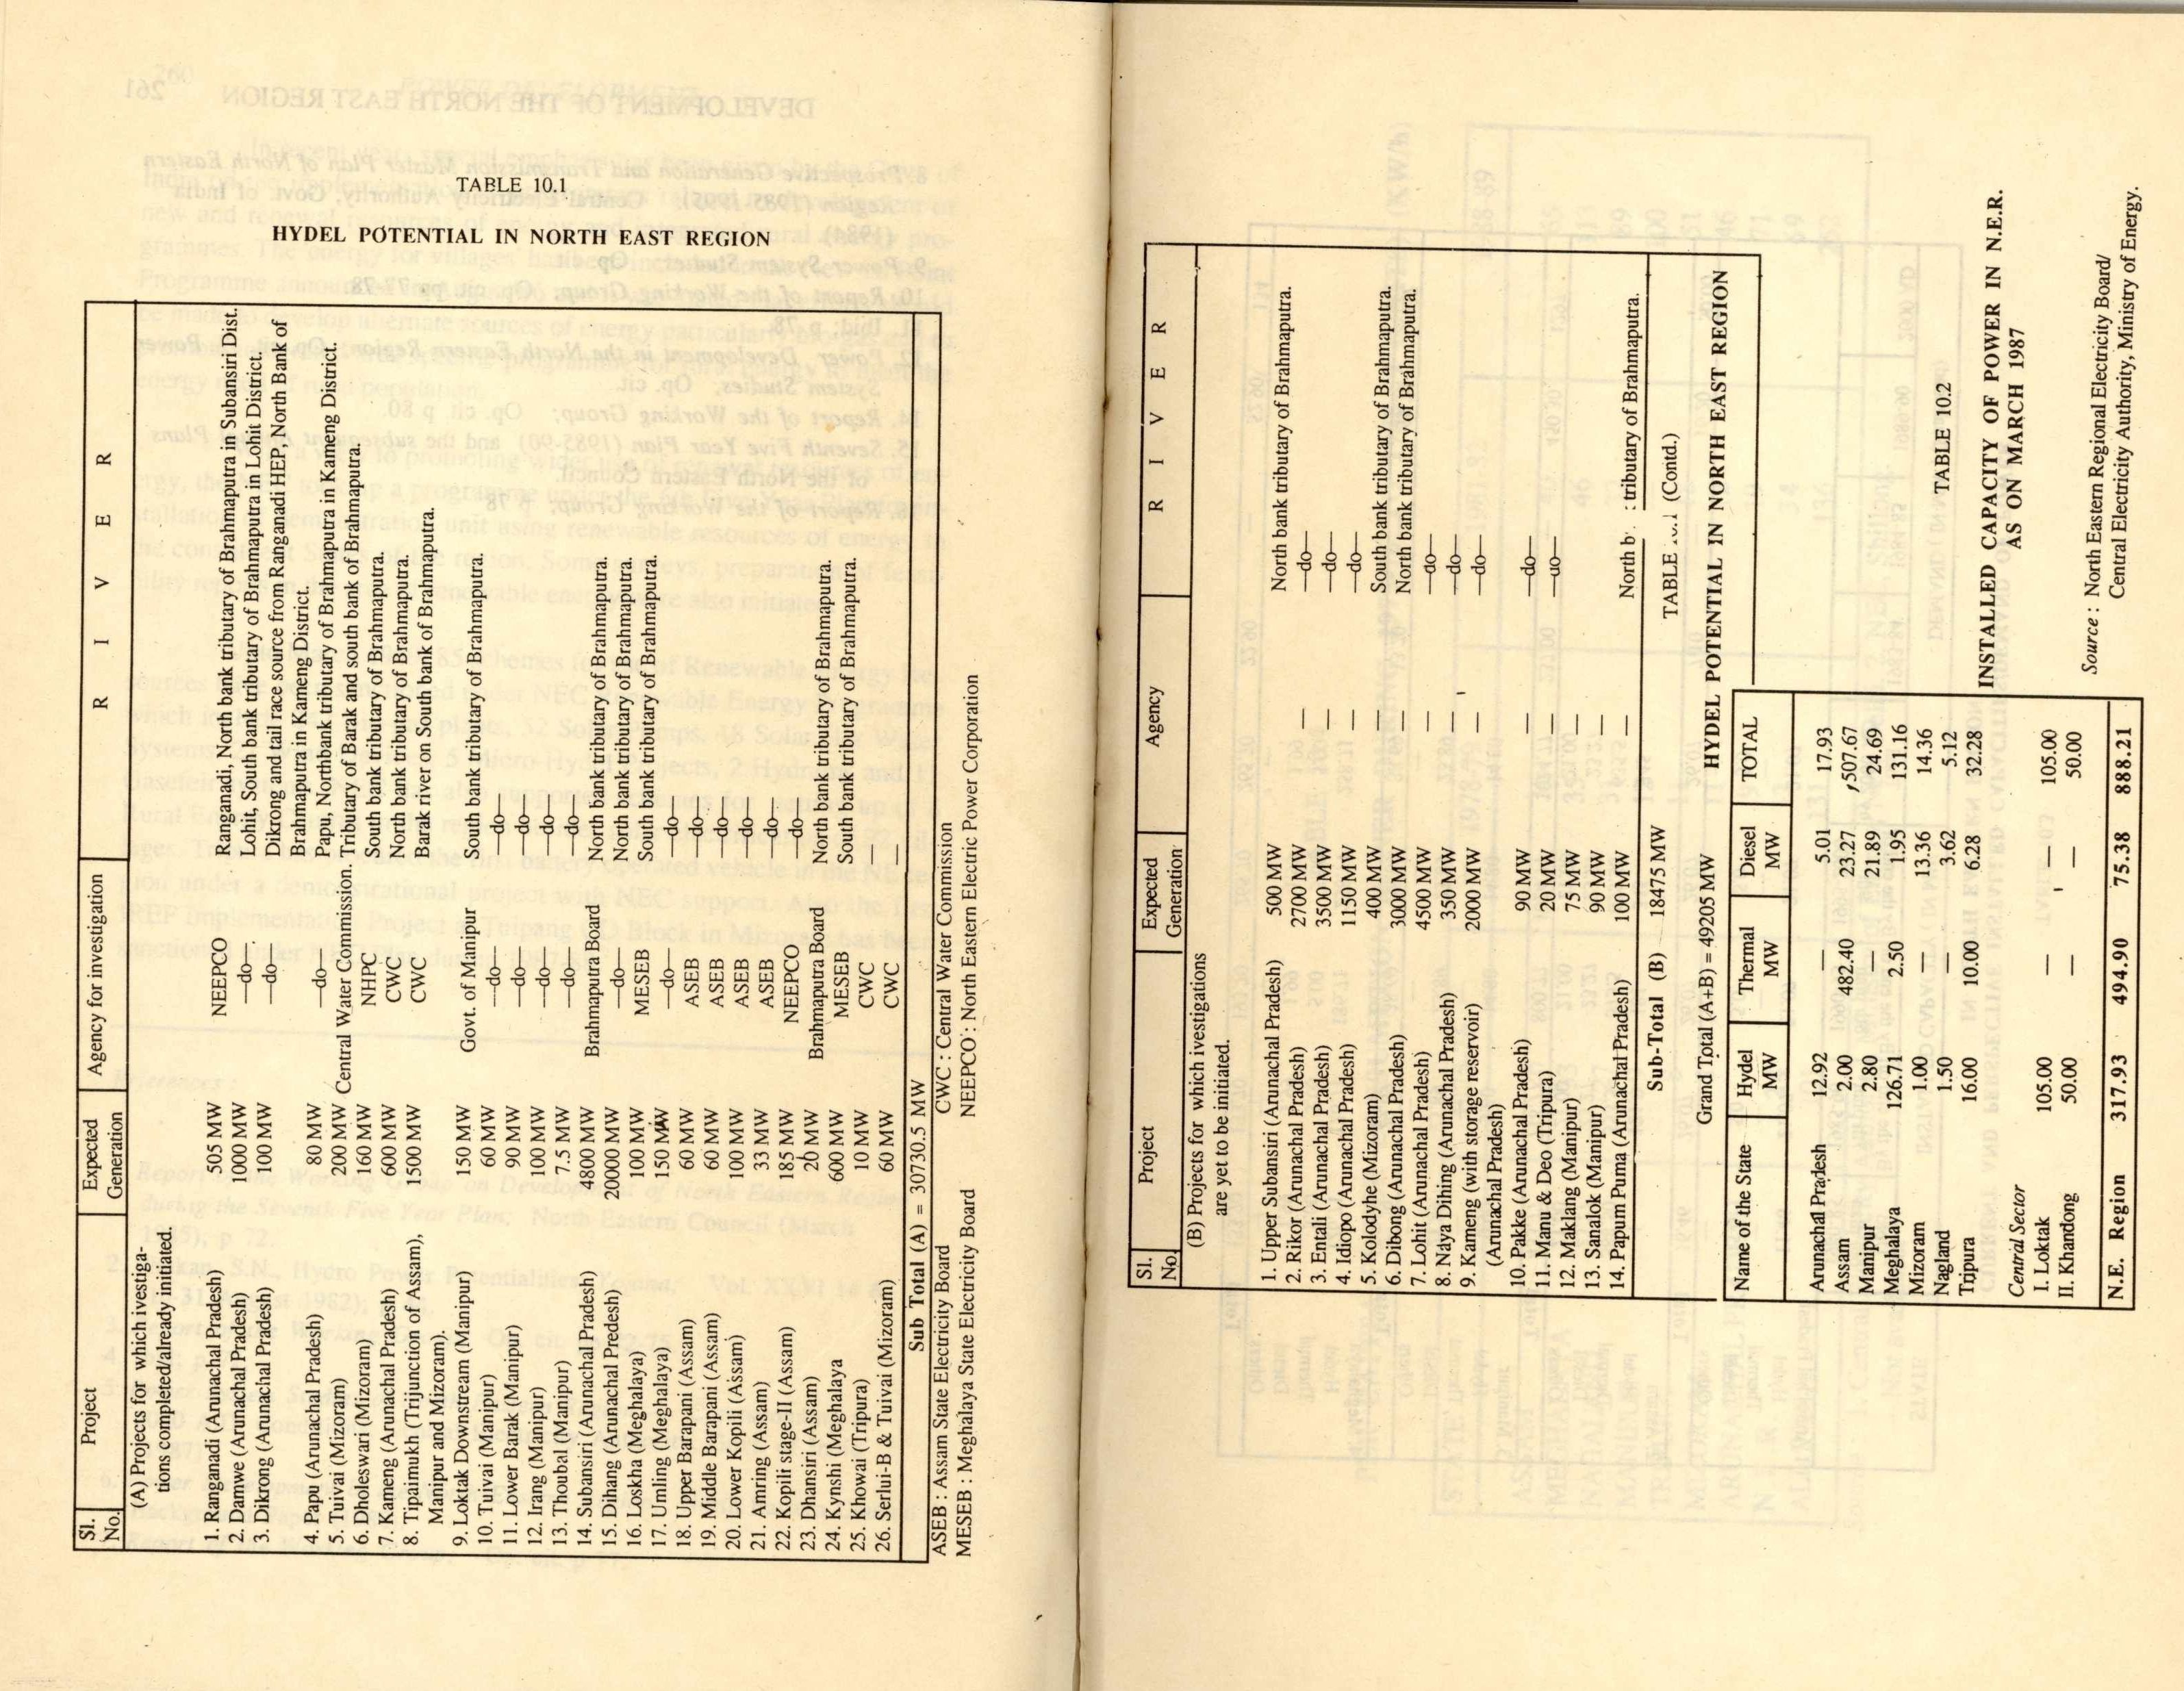 TABLE 10.1
HYDEL POTENTIAL IN NORTH EAST REGION
Sl. No. Project Expected Generation Agency for investigation R I V E R
(A) Projects for which investiga-
tions completed/already initiated.
1. Ranganadi (Arunachal Pradesh) 505 MW NEEPCO Ranganadi, North bank tributary of Brahmaputra in Subansiri Dist.
2. Damwe (Arunachal Pradesh) 1000 MW —do— Lohit, South bank tributary of Brahmaputra in Lohit District.
3. Dikrong (Arunachal Pradesh) 100 MW —do— Dikrong and tail race source from Ranganadi HEP, North Bank of
Brahmaputra in Kameng District.
4. Papu (Arunachal Pradesh) 80 MW —do— Papu, Northbank tributary of Brahmaputra in Kameng District.
5. Tuivai (Mizoram) 200 MW Central Water Commission. Tributary of Barak and south bank of Brahmaputra.
6. Dholeswari (Mizoram) 160 MW NHPC South bank tributary of Brahmaputra.
7. Kameng (Arunachal Pradesh) 600 MW CWC North bank tributary of Brahmaputra.
8. Tipaimukh (Trijunction of Assam), 1500 MW CWC Barak river on South bank of Brahmaputra.
Manipur and Mizoram).
9. Loktak Downstream (Manipur) 150 MW Govt. of Manipur South bank tributary of Brahmaputra.
10. Tuivai (Manipur) 60 MW —do— —do—
11. Lower Barak (Manipur) 90 MW —do— —do—
12. Irang (Manipur) 100 MW —do— —do—
13. Thoubal (Manipur) 7.5 MW —do— —do—
14. Subansiri (Arunachal Pradesh) 4800 MW Brahmaputra Board North bank tributary of Brahmaputra.
15. Dihang (Arunachal Predesh) 20000 MW —do— North bank tributary of Brahmaputra.
16. Loskha (Meghalaya) 100 MW MESEB South bank tributary of Brahmaputra.
17. Umling (Meghalaya) 150 MW —do— —do—
18. Upper Barapani (Assam) 60 MW ASEB —do—
19. Middle Barapani (Assam) 60 MW ASEB —do—
20. Lower Kopili (Assam) 100 MW ASEB —do—
21. Amring (Assam) 33 MW ASEB —do—
22. Kopili stage-II (Assam) 185 MW NEEPCO —do—
23. Dhansiri (Assam) 20 MW Brahmaputra Board North bank tributary of Brahmaputra.
24. Kynshi (Meghalaya 600 MW MESEB South bank tributary of Brahmaputra.
25. Khowai (Tripura) 10 MW CWC —
26. Serlui-B & Tuivai (Mizoram) 60 MW CWC —
Sub Total (A) = 30730.5 MW
ASEB : Assam State Electricity Board CWC : Central Water Commission
MESEB : Meghalaya State Electricity Board NEEPCO : North Eastern Electric Power Corporation
Sl. No. Project Expected Generation Agency R I V E R
(B) Projects for which ivestigations
are yet to be initiated.
1. Upper Subansiri (Arunachal Pradesh) 500 MW North bank tributary of Brahmaputra.
2. Rikor (Arunachal Pradesh) 2700 MW — —do—
3. Entali (Arunachal Pradesh) 3500 MW — —do—
4. Idiopo (Arunachal Pradesh) 1150 MW — —do—
5. Kolodyhe (Mizoram) 400 MW — South bank tributary of Brahmaputra.
6. Dibong (Arunachal Pradesh) 3000 MW — North bank tributary of Brahmaputra.
7. Lohit (Arunachal Pradesh) 4500 MW — —do—
8. Naya Dihing (Arunachal Pradesh) 350 MW — —do—
9. Kameng (with storage reservoir) 2000 MW — —do—
(Arunachal Pradesh)
10. Pakke (Arunachal Pradesh) 90 MW — —do—
11. Manu & Deo (Tripura) 20 MW — —do—
12. Maklang (Manipur) 75 MW —
13. Sanalok (Manipur) 90 MW —
14. Papum Puma (Arunachal Pradesh) 100 MW — North b : tributary of Brahmaputra.
Sub-Total (B) 18475 MW
TABLE (Contd.)
Grand Total (A+B) = 49205 MW
HYDEL POTENTIAL IN NORTH EAST REGION
Name of the State Hydel MW Thermal MW Diesel MW TOTAL
Arunachal Pradesh 12.92 — 5.01 17.93
Assam 2.00 482.40 23.27 507.67
Manipur 2.80 — 21.89 24.69
Meghalaya 126.71 2.50 1.95 131.16
Mizoram 1.00 — 13.36 14.36
Nagland 1.50 — 3.62 5.12
Tripura 16.00 10.00 6.28 32.28
Central Sector
I. Loktak 105.00 — — 105.00
II. Khandong 50.00 — — 50.00
N.E. Region 317.93 494.90 75.38 888.21
TABLE 10.2
INSTALLED CAPACITY OF POWER IN N.E.R.
AS ON MARCH 1987
Source : North Eastern Regional Electricity Board/
Central Electricity Authority, Ministry of Energy.